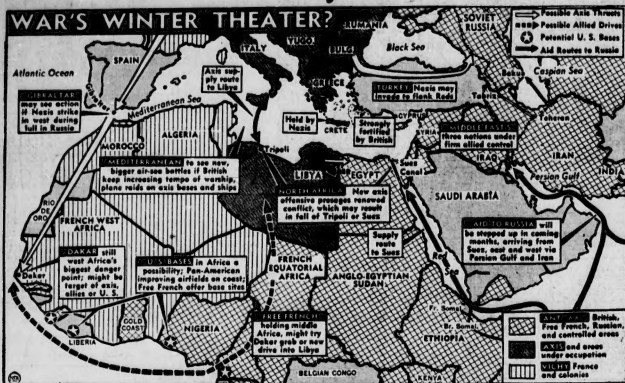 WAR'S WINTER THEATER?
Possible Axis Thrusts
Possible Allied Drives
Potential U.S. Bases
Aid Routes to Russia
Atlantic Ocean
SPAIN
ITALY
YUGO.
RUMANIA
BULG
GREECE
Black Sea
SOVIET
RUSSIA
Caspian Sea
Baku
Tabriz
Teheran
Axis sup-
ply route
to Libya
GIBRALTAR
may see action
if Nazis strike
in west during
lull in Russia
Gibraltar
Mediterranean Sea
TURKEY Nazis may
invade to flank Reds
Held by
Nazis
CRETE
Strongly
fortified
by British
CYPRUS
SYRIA
MIDDLE EAST'S
three nations under
firm allied control
IRAQ
IRAN
INDIA
Persian Gulf
MOROCCO
ALGERIA
Tripoli
LIBYA
EGYPT
Suez
Canal
SAUDI ARABIA
MEDITERRANEAN to see new,
bigger air-sea battles if British
keep increasing tempo of warship,
plane raids on axis bases and ships
NORTH AFRICA New axis
offensive presages renewed
conflict, which may result
in fall of Tripoli or Suez
RIO
DE
ORO
FRENCH WEST
AFRICA
DAKAR still
west Africa's
biggest danger
point; might be
target of axis,
allies or U. S.
Dakar
U.S. BASES in Africa a
possibility; Pan-American
improving airfields on coast;
Free French offer base sites
FRENCH
EQUATORIAL
AFRICA
Supply
route
to Suez
ANGLO-EGYPTIAN
SUDAN
Red
Sea
AID TO RUSSIA will
be stepped up in coming
months, arriving from
Suez, east and west via
Persian Gulf and Iran
LIBERIA
GOLD
COAST
NIGERIA
FREE FRENCH
holding middle
Africa, might try
Dakar grab or new
drive into Libya
BELGIAN CONGO
Fr. Somal.
Br. Somal.
ETHIOPIA
KENYA
British,
Free French, Russian,
and controlled areas
AXIS and areas
under occupation
VICHY France
and colonies